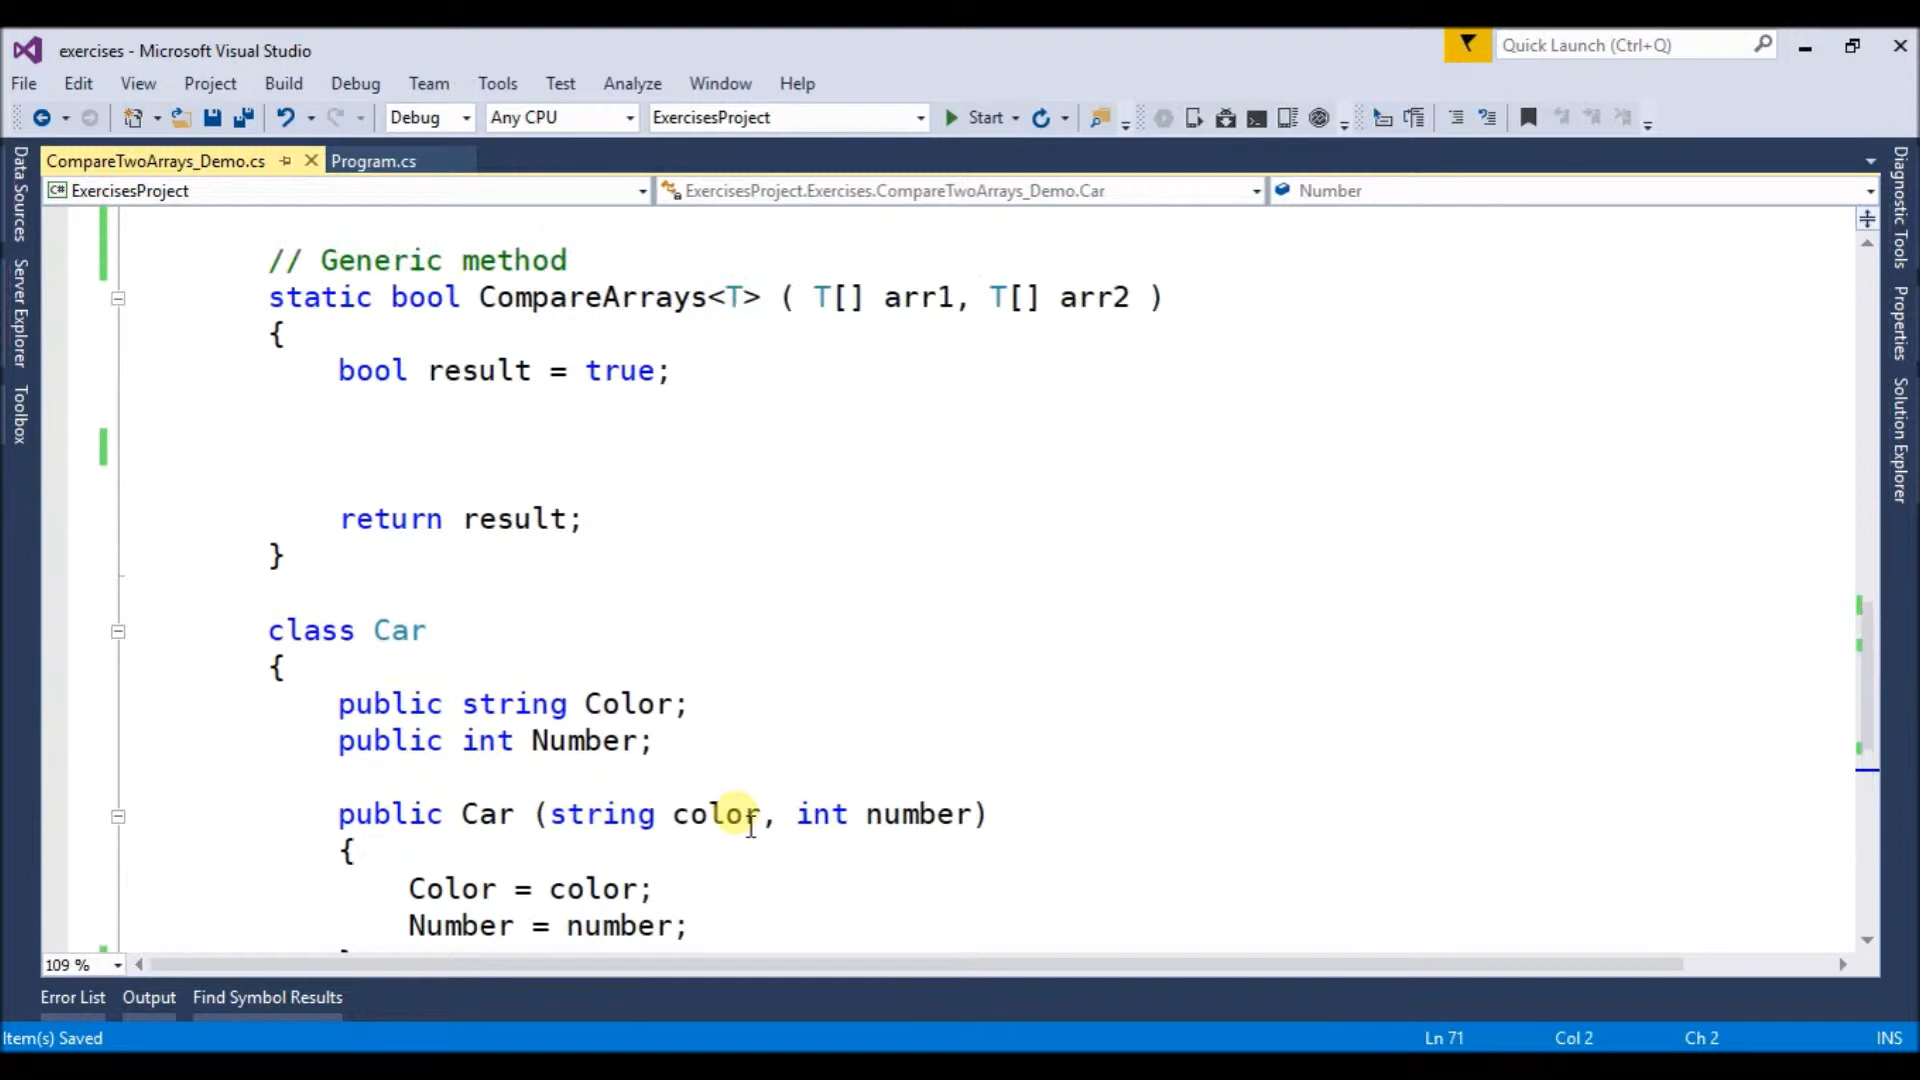 exercises - Microsoft Visual Studio
Quick Launch (Ctrl+Q)
File Edit View Project Build Debug Team Tools Test Analyze Window Help
Debug Any CPU ExercisesProject Start
CompareTwoArrays_Demo.cs Program.cs
C# ExercisesProject ExercisesProject.Exercises.CompareTwoArrays_Demo.Car Number
Data Sources
Server Explorer
Toolbox
// Generic method
static bool CompareArrays<T> ( T[] arr1, T[] arr2 )
{
bool result = true;
return result;
}
class Car
{
public string Color;
public int Number;
public Car (string color, int number)
{
Color = color;
Number = number;
Diagnostic Tools
Properties
Solution Explorer
109 %
Error List Output Find Symbol Results
Item(s) Saved Ln 71 Col 2 Ch 2 INS